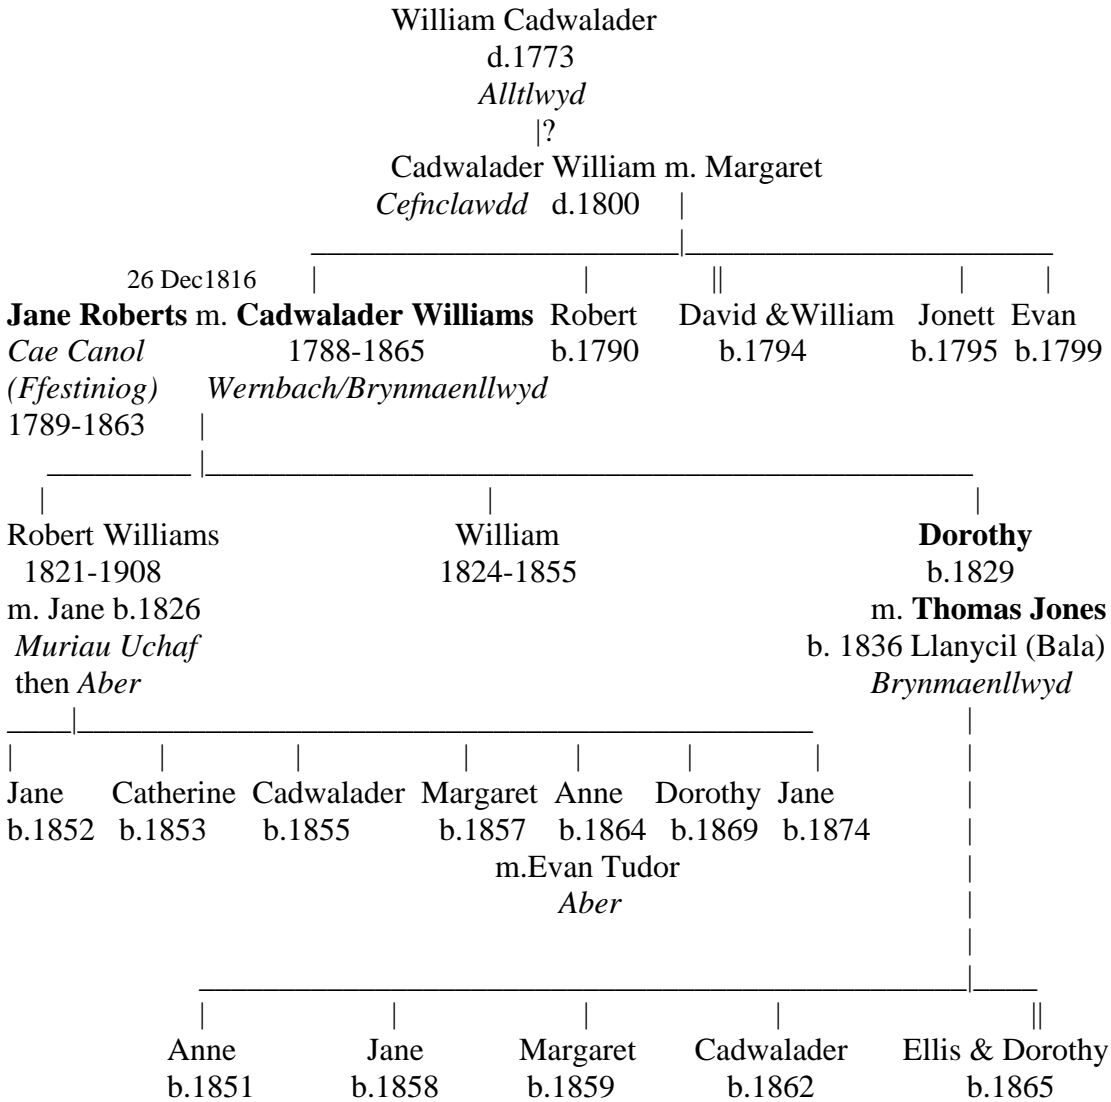 William Cadwalader
d.1773
Alltlwyd
|?
Cadwalader William m. Margaret
Cefnclawdd d.1800
26 Dec1816
Jane Roberts m. Cadwalader Williams Robert David &William Jonett Evan
Cae Canol 1788-1865 b.1790 b.1794 b.1795 b.1799
(Ffestiniog) Wernbach/Brynmaenllwyd
1789-1863
Robert Williams William Dorothy
1821-1908 1824-1855 b.1829
m. Jane b.1826 m. Thomas Jones
Muriau Uchaf b. 1836 Llanycil (Bala)
then Aber Brynmaenllwyd
Jane Catherine Cadwalader Margaret Anne Dorothy Jane
b.1852 b.1853 b.1855 b.1857 b.1864 b.1869 b.1874
m.Evan Tudor
Aber
Anne Jane Margaret Cadwalader Ellis & Dorothy
b.1851 b.1858 b.1859 b.1862 b.1865